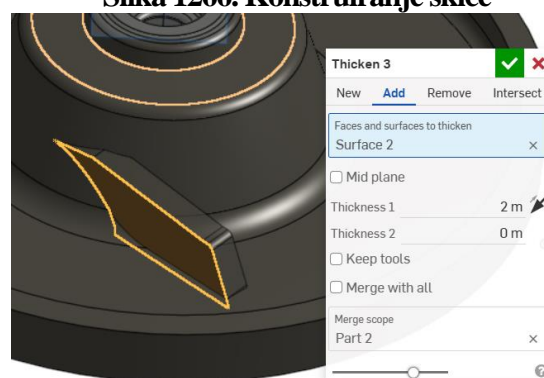 Slika 1266. Konstruiranje skice
Thicken 3
New Add Remove Intersect
Faces and surfaces to thicken
Surface 2
Mid plane
Thickness 1 2 m
Thickness 2 0 m
Keep tools
Merge with all
Merge scope
Part 2